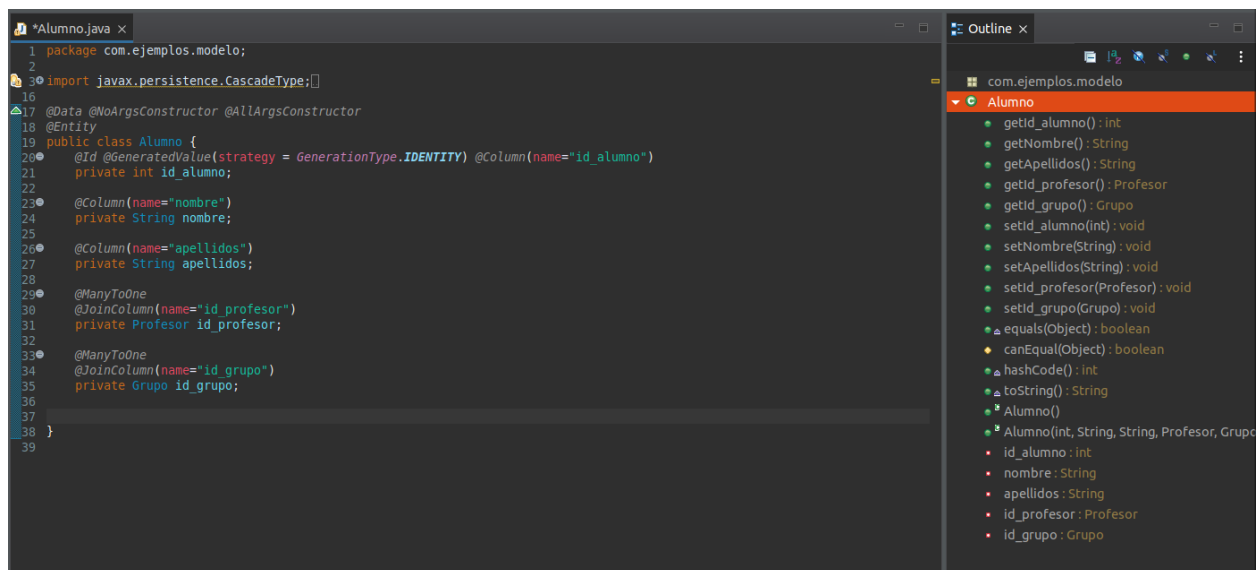 *Alumno.java ×
1 package com.ejemplos.modelo;
2
3 import javax.persistence.CascadeType;
16
17 @Data @NoArgsConstructor @AllArgsConstructor
18 @Entity
19 public class Alumno {
20 @Id @GeneratedValue(strategy = GenerationType.IDENTITY) @Column(name="id_alumno")
21 private int id_alumno;
22
23 @Column(name="nombre")
24 private String nombre;
25
26 @Column(name="apellidos")
27 private String apellidos;
28
29 @ManyToOne
30 @JoinColumn(name="id_profesor")
31 private Profesor id_profesor;
32
33 @ManyToOne
34 @JoinColumn(name="id_grupo")
35 private Grupo id_grupo;
36
37
38 }
39
Outline ×
com.ejemplos.modelo
Alumno
getId_alumno() : int
getNombre() : String
getApellidos() : String
getId_profesor() : Profesor
getId_grupo() : Grupo
setId_alumno(int) : void
setNombre(String) : void
setApellidos(String) : void
setId_profesor(Profesor) : void
setId_grupo(Grupo) : void
equals(Object) : boolean
canEqual(Object) : boolean
hashCode() : int
toString() : String
Alumno()
Alumno(int, String, String, Profesor, Grupo
id_alumno : int
nombre : String
apellidos : String
id_profesor : Profesor
id_grupo : Grupo